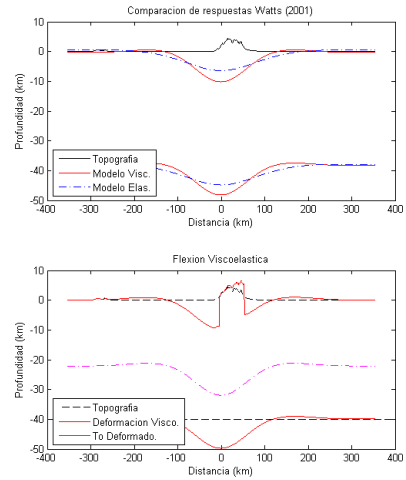 Comparacion de respuestas Watts (2001)
10
0
-10
-20
-30
-40
-50
Profundidad (km)
Topografia
Modelo Visc.
Modelo Elas.
-400 -300 -200 -100 0 100 200 300 400
Distancia (km)
Flexion Viscoelastica
10
0
-10
-20
-30
-40
-50
Profundidad (km)
Topografia
Deformacion Visco.
To Deformado.
-400 -300 -200 -100 0 100 200 300 400
Distancia (km)